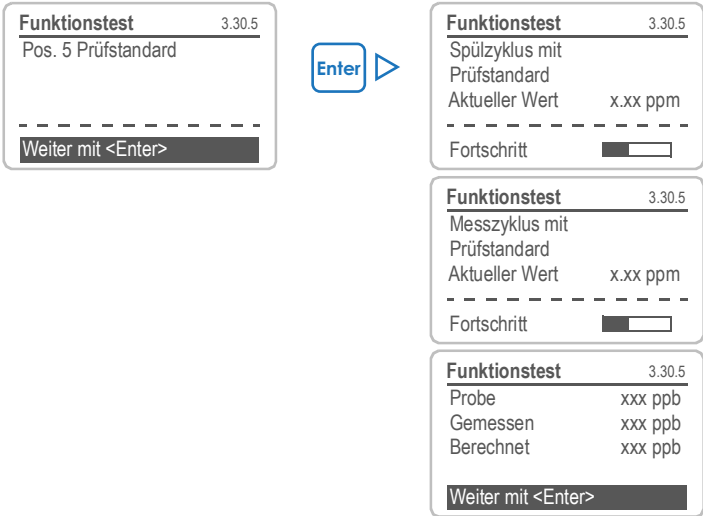 Funktionstest 3.30.5
Pos. 5 Prüfstandard
Weiter mit <Enter>
Enter
Funktionstest 3.30.5
Spülzyklus mit
Prüfstandard
Aktueller Wert x.xx ppm
Fortschritt
Funktionstest 3.30.5
Messzyklus mit
Prüfstandard
Aktueller Wert x.xx ppm
Fortschritt
Funktionstest 3.30.5
Probe xxx ppb
Gemessen xxx ppb
Berechnet xxx ppb
Weiter mit <Enter>